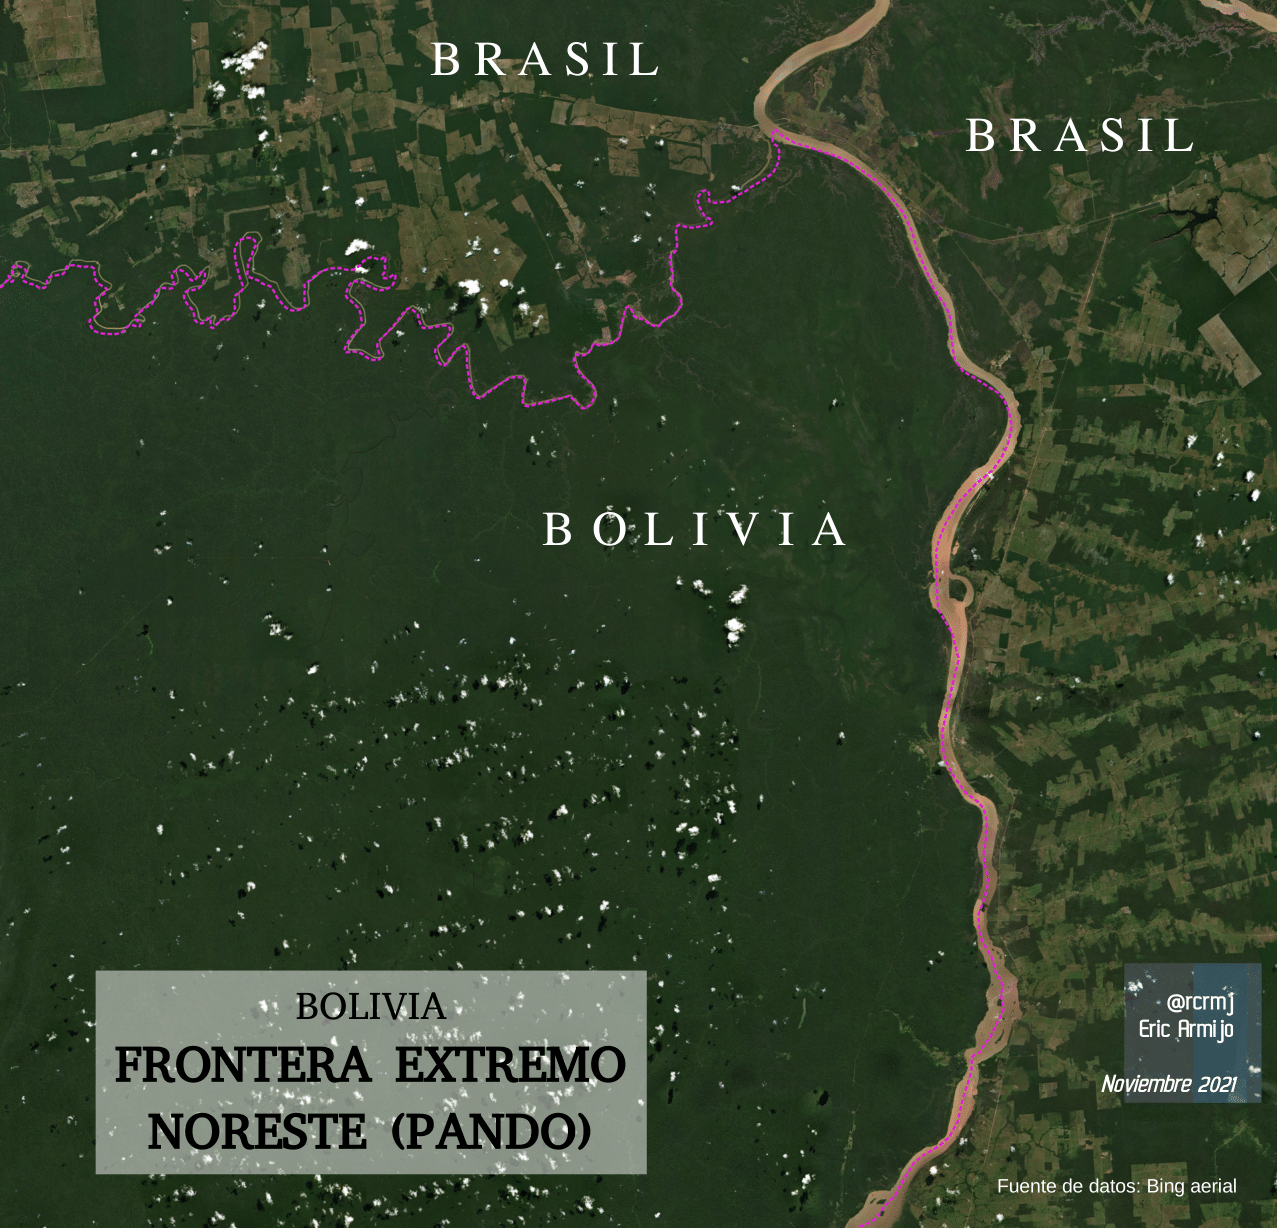 BRASIL
BRASIL
BOLIVIA
BOLIVIA
FRONTERA EXTREMO
NORESTE (PANDO)
@rcrmj
Eric Armijo
Noviembre 2021
Fuente de datos: Bing aerial